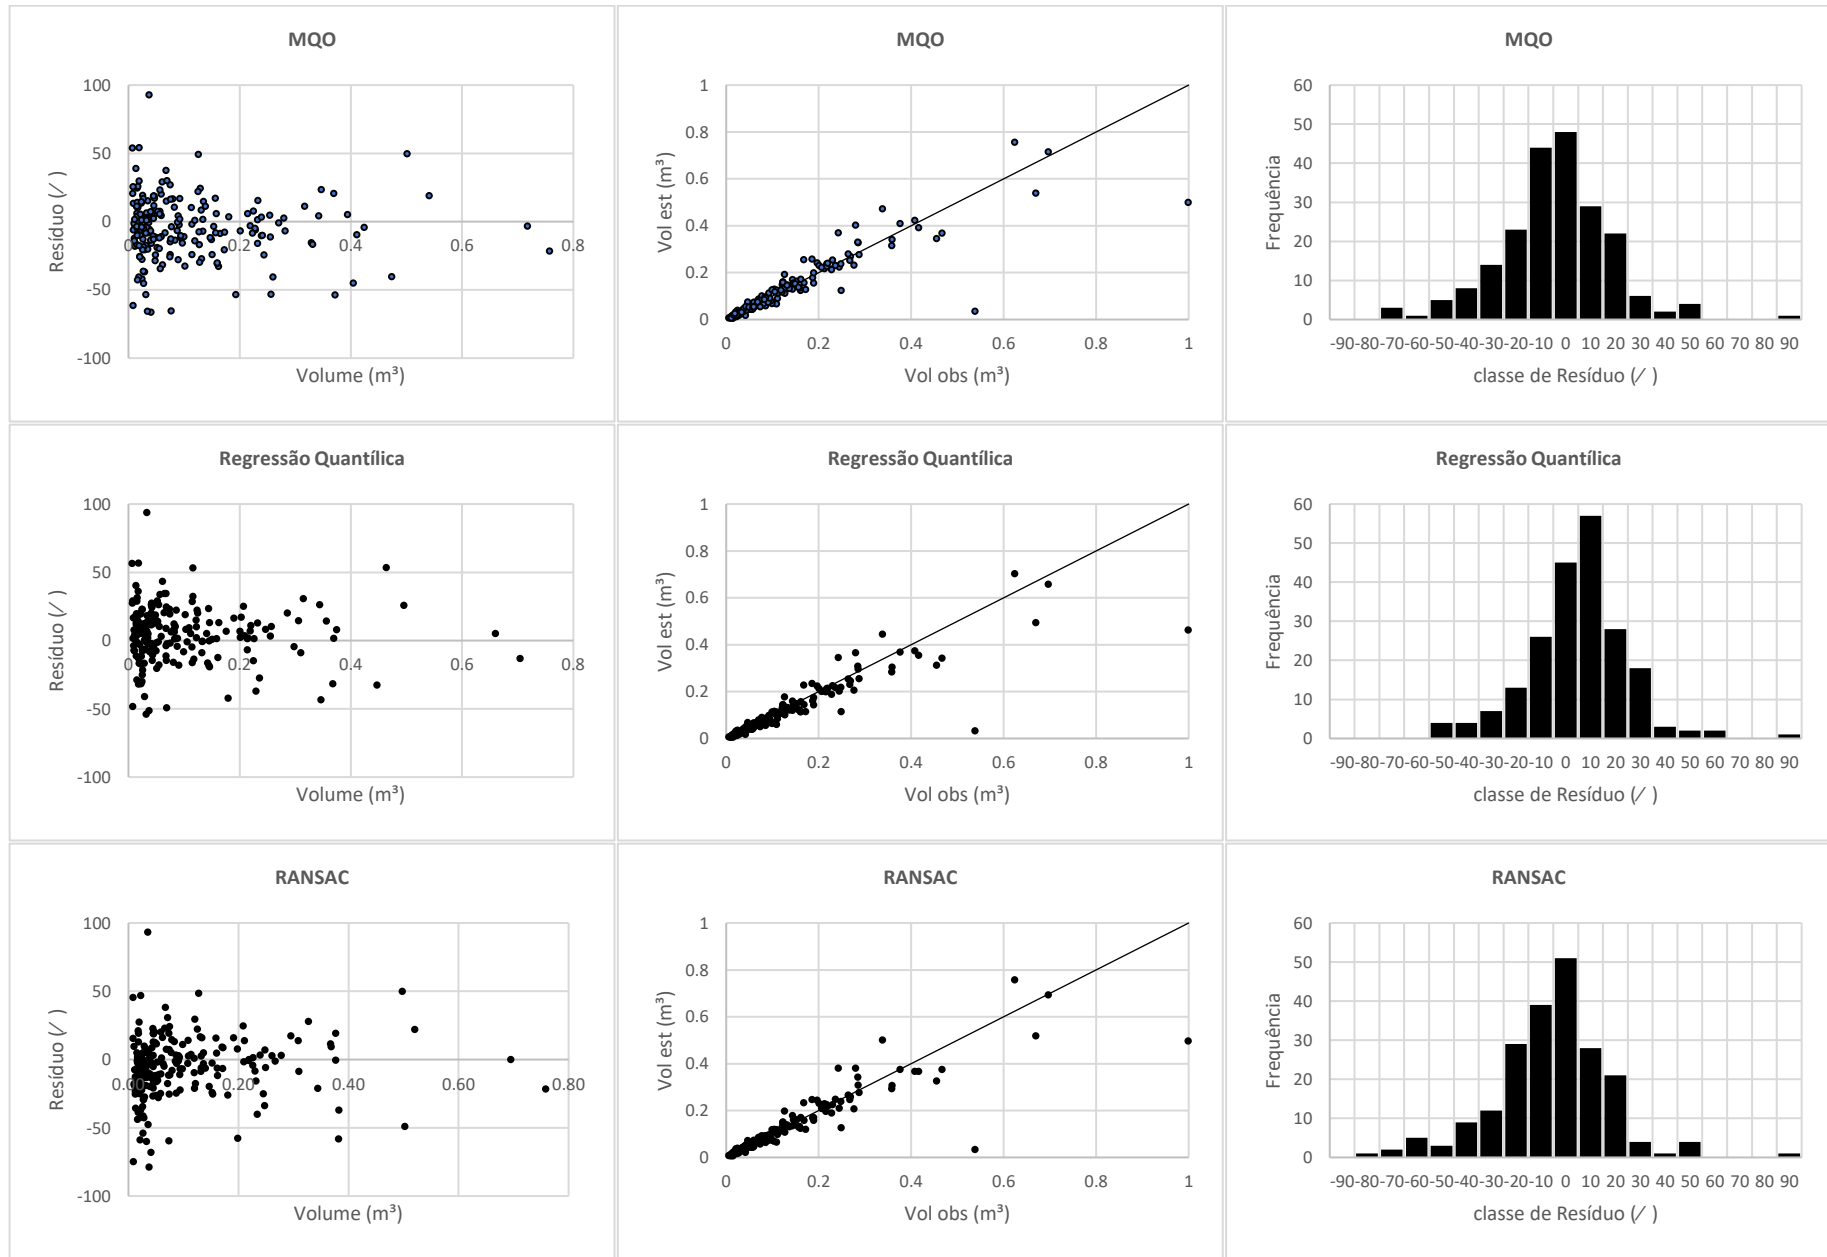 MQO
100
50
0
-50
-100
0
0.2
0.4
0.6
0.8
Resíduo (⁄ )
Volume (m³)
MQO
1
0.8
0.6
0.4
0.2
0
0 0.2 0.4 0.6 0.8 1
Vol est (m³)
Vol obs (m³)
MQO
60
50
40
30
20
10
0
-90-80-70-60-50-40-30-20-10 0 10 20 30 40 50 60 70 80 90
Frequência
classe de Resíduo (⁄ )
Regressão Quantílica
100
50
0
-50
-100
0
0.2
0.4
0.6
0.8
Resíduo (⁄ )
Volume (m³)
Regressão Quantílica
1
0.8
0.6
0.4
0.2
0
0 0.2 0.4 0.6 0.8 1
Vol est (m³)
Vol obs (m³)
Regressão Quantílica
60
50
40
30
20
10
0
-90-80-70-60-50-40-30-20-10 0 10 20 30 40 50 60 70 80 90
Frequência
classe de Resíduo (⁄ )
RANSAC
100
50
0
-50
-100
0.00
0.20
0.40
0.60
0.80
Resíduo (⁄ )
Volume (m³)
RANSAC
1
0.8
0.6
0.4
0.2
0
0 0.2 0.4 0.6 0.8 1
Vol est (m³)
Vol obs (m³)
RANSAC
60
50
40
30
20
10
0
-90-80-70-60-50-40-30-20-10 0 10 20 30 40 50 60 70 80 90
Frequência
classe de Resíduo (⁄ )